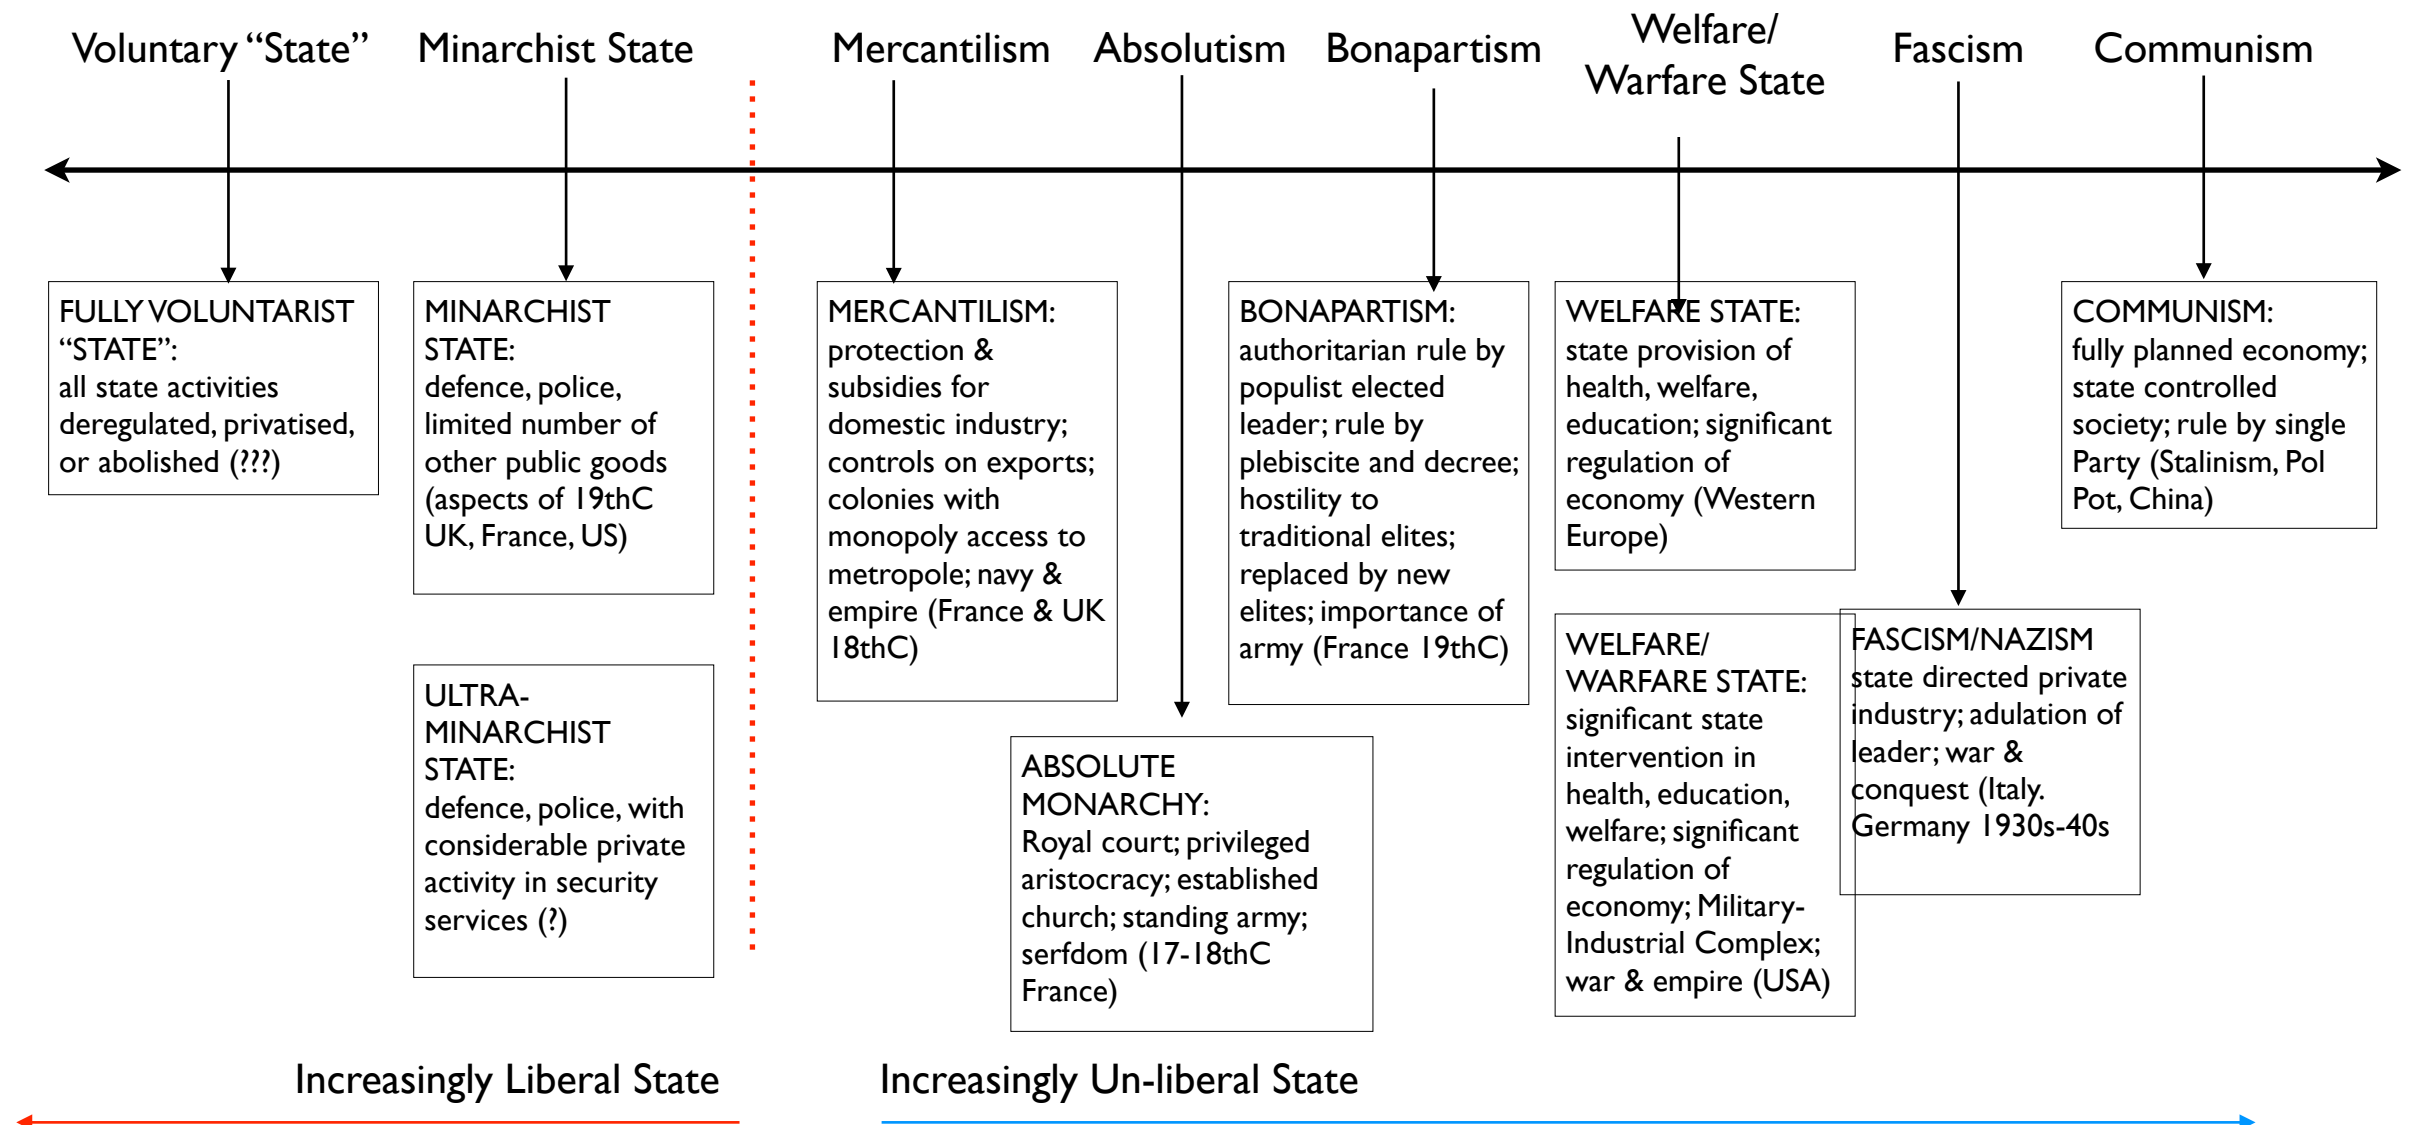 Voluntary “State”
Minarchist State
Mercantilism
Absolutism
Bonapartism
Welfare/
Warfare State
Fascism
Communism
FULLY VOLUNTARIST
“STATE”:
all state activities
deregulated, privatised,
or abolished (???)
MINARCHIST
STATE:
defence, police,
limited number of
other public goods
(aspects of 19thC
UK, France, US)
ULTRA-
MINARCHIST
STATE:
defence, police, with
considerable private
activity in security
services (?)
MERCANTILISM:
protection &
subsidies for
domestic industry;
controls on exports;
colonies with
monopoly access to
metropole; navy &
empire (France & UK
18thC)
ABSOLUTE
MONARCHY:
Royal court; privileged
aristocracy; established
church; standing army;
serfdom (17-18thC
France)
BONAPARTISM:
authoritarian rule by
populist elected
leader; rule by
plebiscite and decree;
hostility to
traditional elites;
replaced by new
elites; importance of
army (France 19thC)
WELFARE STATE:
state provision of
health, welfare,
education; significant
regulation of
economy (Western
Europe)
WELFARE/
WARFARE STATE:
significant state
intervention in
health, education,
welfare; significant
regulation of
economy; Military-
Industrial Complex;
war & empire (USA)
FASCISM/NAZISM
state directed private
industry; adulation of
leader; war &
conquest (Italy.
Germany 1930s-40s
COMMUNISM:
fully planned economy;
state controlled
society; rule by single
Party (Stalinism, Pol
Pot, China)
Increasingly Liberal State
Increasingly Un-liberal State